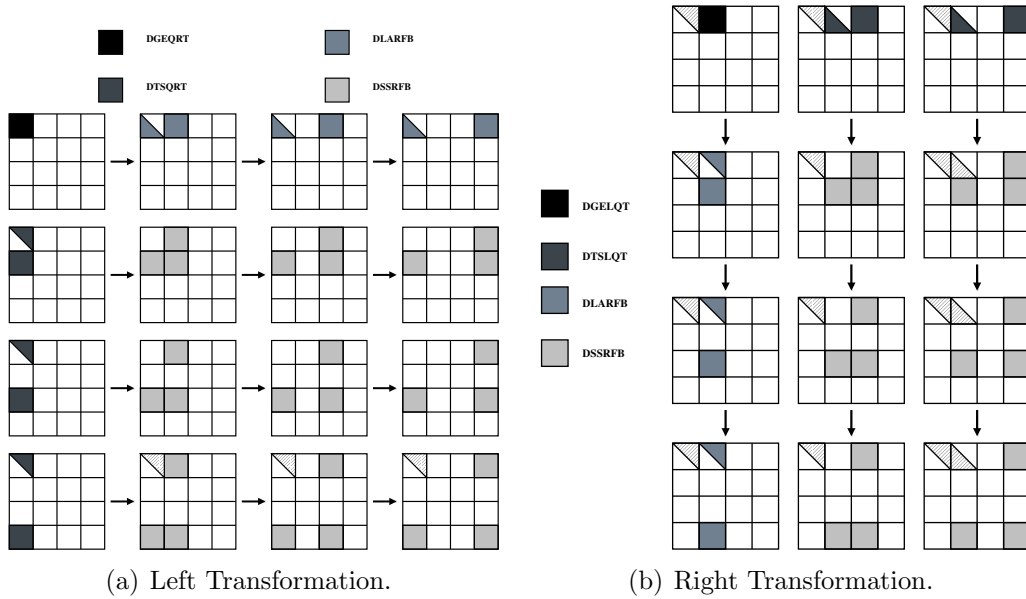 DGEQRT
DLARFB
DTSQRT
DSSRFB
DGELQT
DTSLQT
DLARFB
DSSRFB
(a) Left Transformation.
(b) Right Transformation.